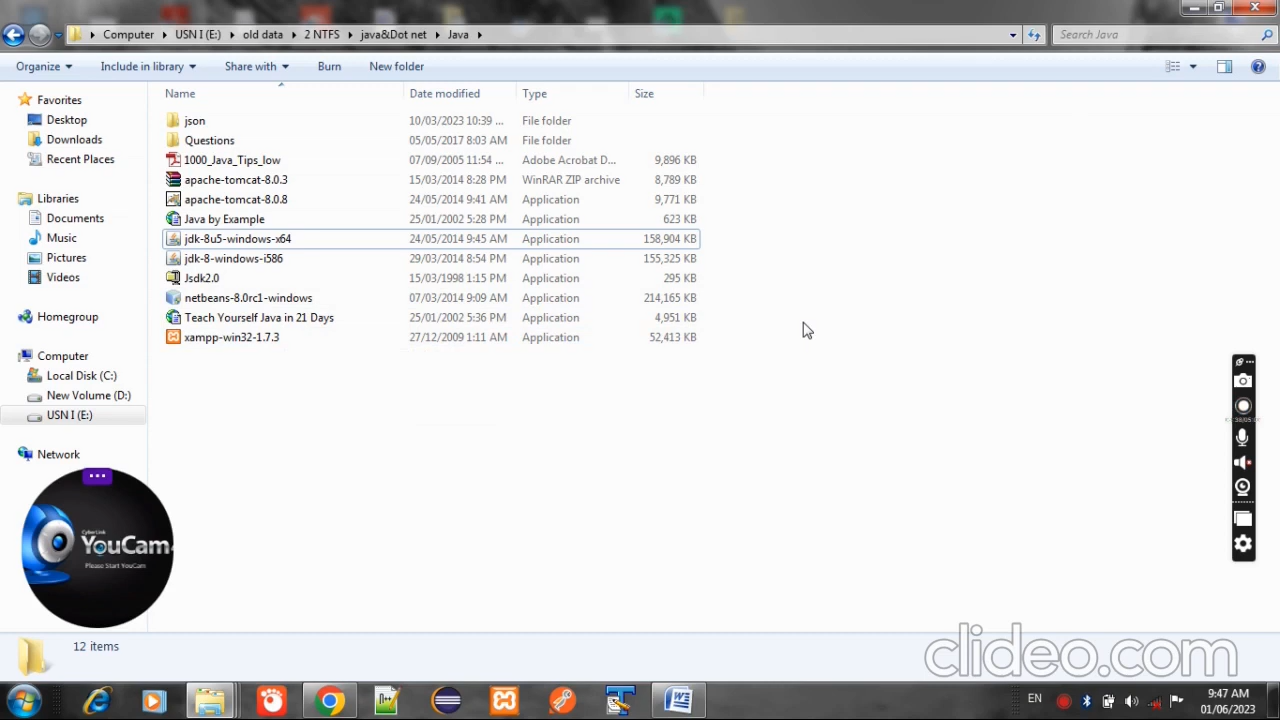 Computer USN I (E:) old data 2 NTFS java&Dot net Java Search Java
Organize Include in library Share with Burn New folder
Name Date modified Type Size
Favorites
Desktop
Downloads
Recent Places
Libraries
Documents
Music
Pictures
Videos
Homegroup
Computer
Local Disk (C:)
New Volume (D:)
USN I (E:)
Network
json 10/03/2023 10:39 ... File folder
Questions 05/05/2017 8:03 AM File folder
1000_Java_Tips_low 07/09/2005 11:54 ... Adobe Acrobat D... 9,896 KB
apache-tomcat-8.0.3 15/03/2014 8:28 PM WinRAR ZIP archive 8,789 KB
apache-tomcat-8.0.8 24/05/2014 9:41 AM Application 9,771 KB
Java by Example 25/01/2002 5:28 PM Application 623 KB
jdk-8u5-windows-x64 24/05/2014 9:45 AM Application 158,904 KB
jdk-8-windows-i586 29/03/2014 8:54 PM Application 155,325 KB
Jsdk2.0 15/03/1998 1:15 PM Application 295 KB
netbeans-8.0rc1-windows 07/03/2014 9:09 AM Application 214,165 KB
Teach Yourself Java in 21 Days 25/01/2002 5:36 PM Application 4,951 KB
xampp-win32-1.7.3 27/12/2009 1:11 AM Application 52,413 KB
CyberLink
YouCam
Please Start YouCam
12 items
clideo.com
EN
9:47 AM
01/06/2023